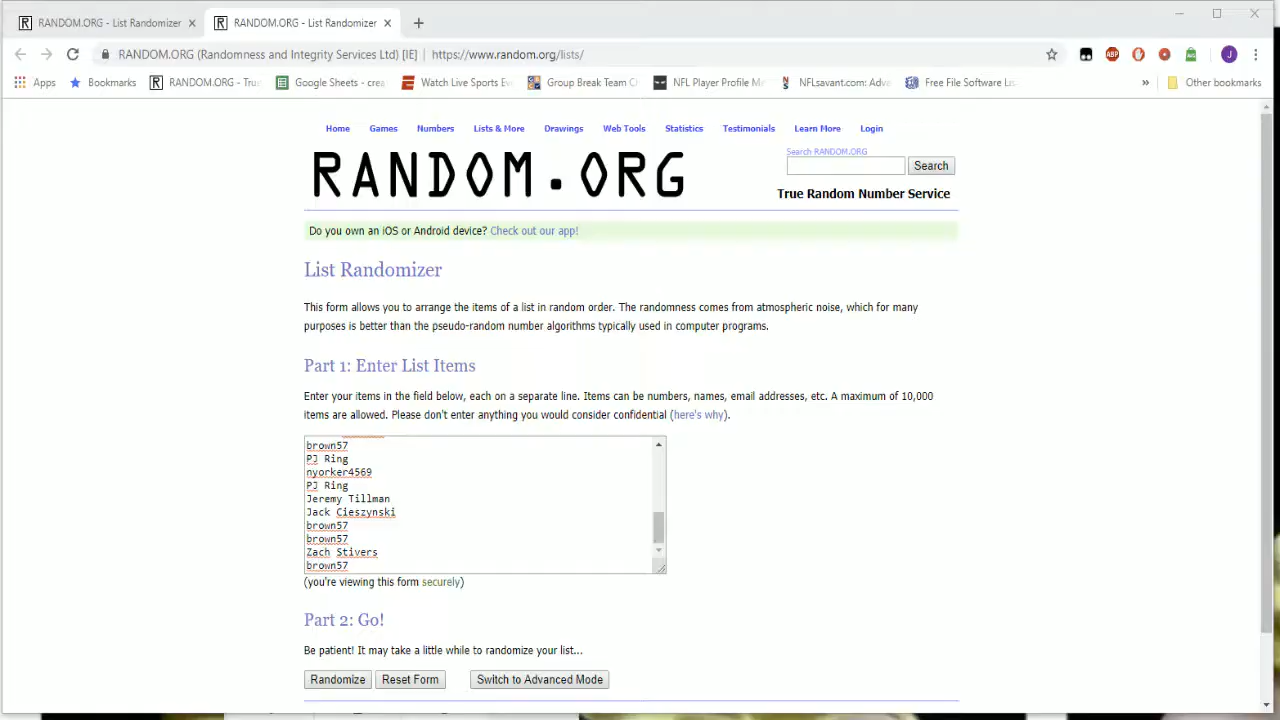 RANDOM.ORG - List Randomizer
RANDOM.ORG - List Randomizer
RANDOM.ORG (Randomness and Integrity Services Ltd) [IE] | https://www.random.org/lists/
ABP
J
Apps Bookmarks RANDOM.ORG - Tru Google Sheets - crea Watch Live Sports Ev Group Break Team C NFL Player Profile M NFLsavant.com: Adv Free File Software Lis » Other bookmarks
Home Games Numbers Lists & More Drawings Web Tools Statistics Testimonials Learn More Login
Search RANDOM.ORG
Search
RANDOM.ORG
True Random Number Service
Do you own an iOS or Android device? Check out our app!
List Randomizer
This form allows you to arrange the items of a list in random order. The randomness comes from atmospheric noise, which for many
purposes is better than the pseudo-random number algorithms typically used in computer programs.
Part 1: Enter List Items
Enter your items in the field below, each on a separate line. Items can be numbers, names, email addresses, etc. A maximum of 10,000
items are allowed. Please don't enter anything you would consider confidential (here's why).
brown57
PJ Ring
nyorker4569
PJ Ring
Jeremy Tillman
Jack Cieszynski
brown57
brown57
Zach Stivers
brown57
(you're viewing this form securely)
Part 2: Go!
Be patient! It may take a little while to randomize your list...
Randomize Reset Form Switch to Advanced Mode